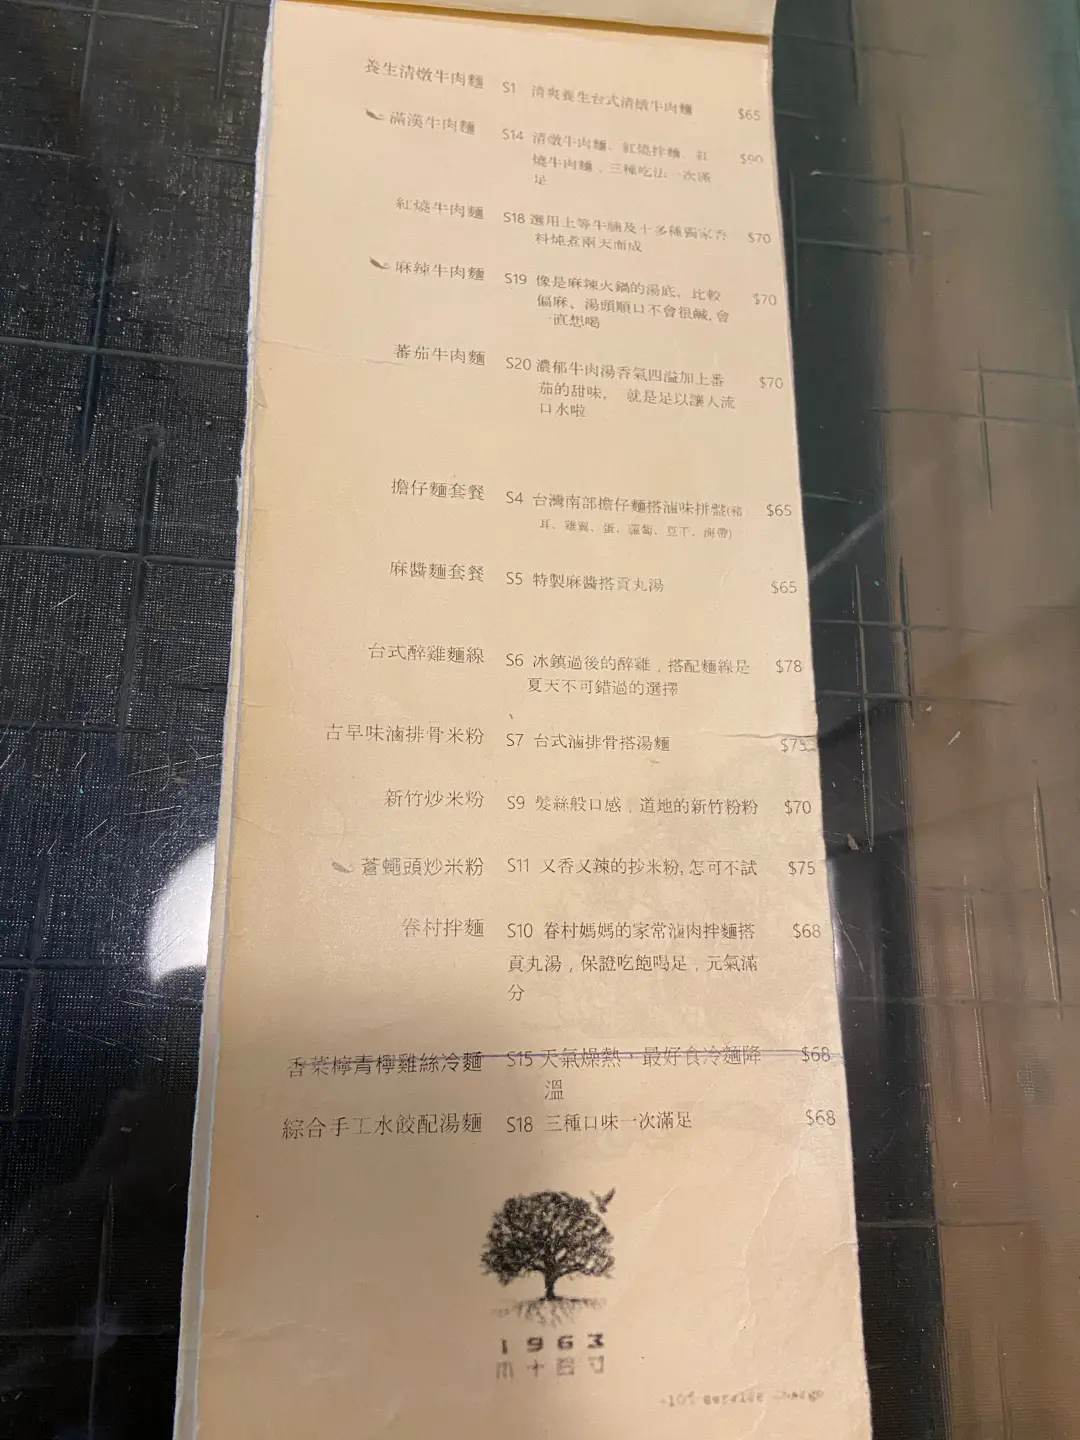 養生清燉牛肉麵 S1 清爽養生台式清燉牛肉麵 $65
滿漢牛肉麵 S14 清燉牛肉麵、紅燒拌麵、紅 $90
燒牛肉麵，三種吃法一次滿
足
紅燒牛肉麵 S18 選用上等牛腩及十多種獨家香 $70
料炖煮兩天而成
麻辣牛肉麵 S19 像是麻辣火鍋的湯底，比較 $70
偏麻、湯頭順口不會很鹹,會
一直想喝
蕃茄牛肉麵 S20 濃郁牛肉湯香氣四溢加上番 $70
茄的甜味， 就是足以讓人流
口水啦
擔仔麵套餐 S4 台灣南部擔仔麵搭滷味拼盤(豬 $65
耳、雞翼、蛋、蘿蔔、豆干、海帶)
麻醬麵套餐 S5 特製麻醬搭貢丸湯 $65
台式醉雞麵線 S6 冰鎮過後的醉雞，搭配麵線是 $78
夏天不可錯過的選擇
古早味滷排骨米粉 S7 台式滷排骨搭湯麵
新竹炒米粉 S9 髮絲般口感，道地的新竹粉粉 $70
蒼蠅頭炒米粉 S11 又香又辣的抄米粉,怎可不試 $75
眷村拌麵 S10 眷村媽媽的家常滷肉拌麵搭 $68
貢丸湯，保證吃飽喝足，元氣滿
分
香菜檸青檸雞絲冷麵 S15 天氣燥熱，最好食冷麵降 $68
溫
綜合手工水餃配湯麵 S18 三種口味一次滿足 $68
1963